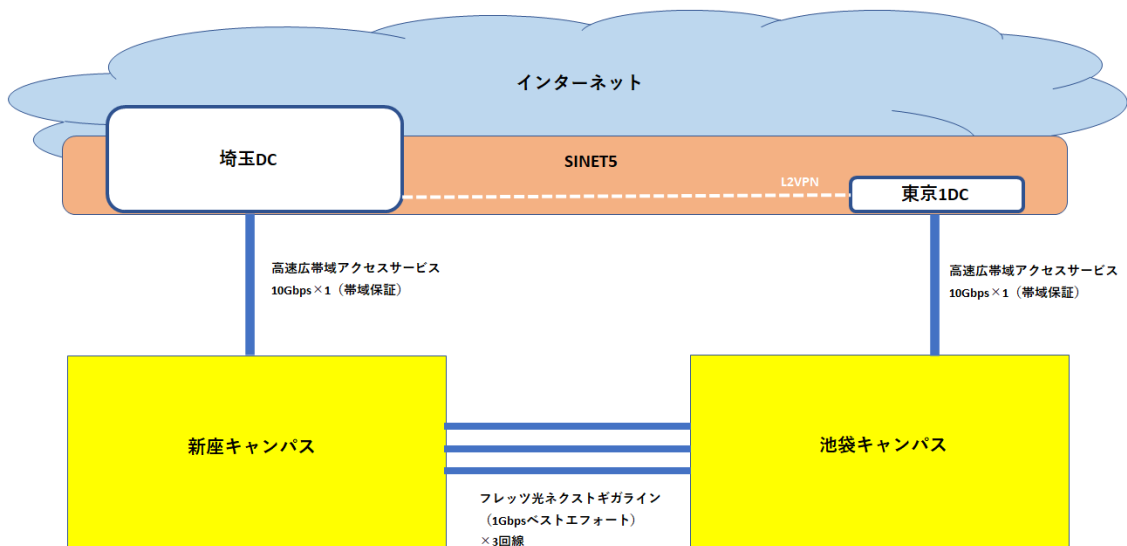 インターネット
埼玉DC
SINET5
L2VPN
東京1DC
高速広帯域アクセスサービス
10Gbps×1（帯域保証）
高速広帯域アクセスサービス
10Gbps×1（帯域保証）
新座キャンパス
池袋キャンパス
フレッツ光ネクストギガライン
（1Gbpsベストエフォート）
×3回線